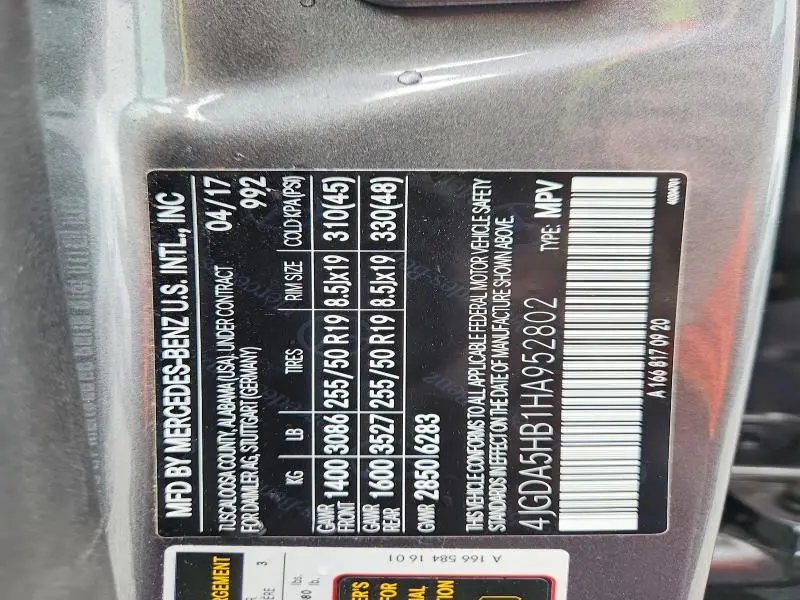 MFD BY MERCEDES-BENZ U.S. INTL., INC
TUSCALOOSA COUNTY, ALABAMA (USA), UNDER CONTRACT 04/17
FOR DAIMLER AG, STUTTGART (GERMANY) 992
KG LB TIRES RIM SIZE COLD KPA(PSI)
GAWR FRONT 1400 3086 255/50 R19 8.5Jx19 310(45)
GAWR REAR 1600 3527 255/50 R19 8.5Jx19 330(48)
GVWR 2850 6283
THIS VEHICLE CONFORMS TO ALL APPLICABLE FEDERAL MOTOR VEHICLE SAFETY
STANDARDS IN EFFECT ON THE DATE OF MANUFACTURE SHOWN ABOVE.
4JGDA5HB1HA952802 TYPE: MPV
A 166 817 09 20
A 166 584 16 01
3
lbs.
lb.